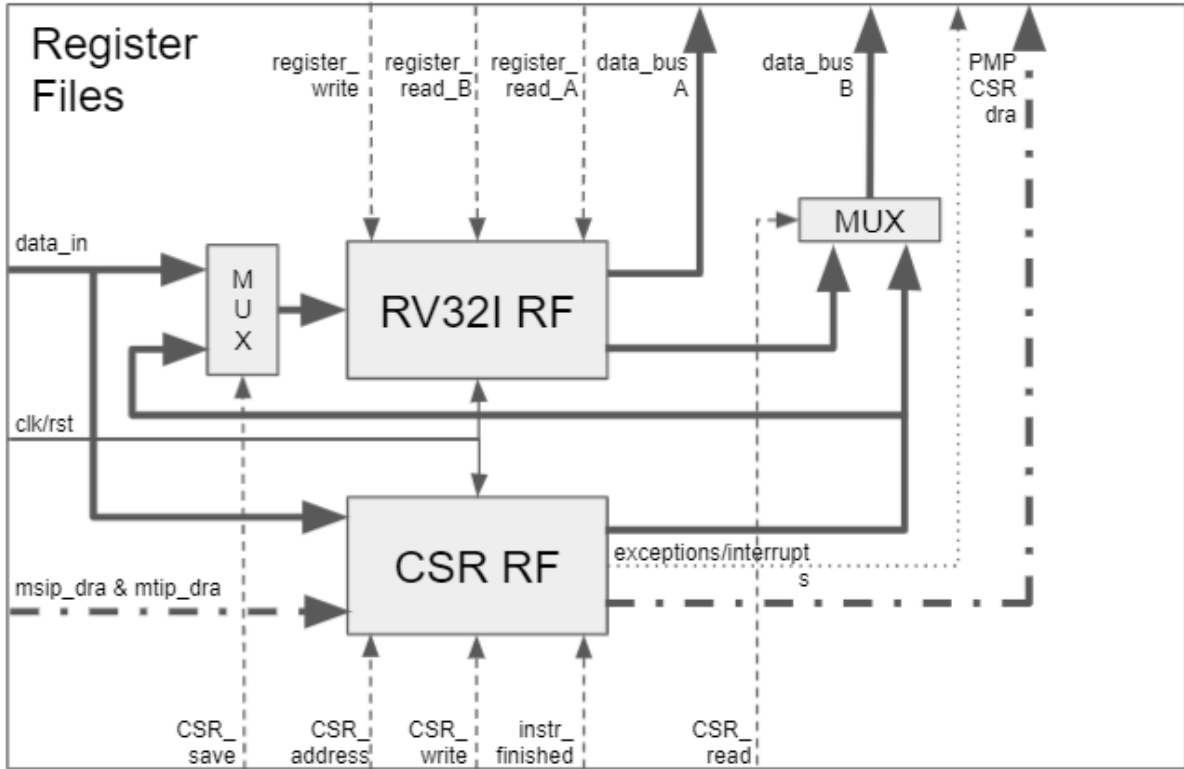 Register
Files
register_
write
register_
read_B
register_
read_A
data_bus
A
data_bus
B
PMP
CSR
dra
data_in
M
U
X
RV32I RF
MUX
clk/rst
CSR RF
exceptions/interrupt
s
msip_dra & mtip_dra
CSR_
save
CSR_
address
CSR_
write
instr_
finished
CSR_
read